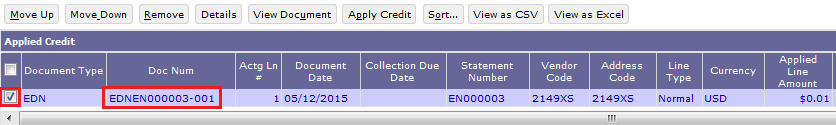 Move Up Move Down Remove Details View Document Apply Credit Sort... View as CSV View as Excel
Applied Credit
Document Type Doc Num Actg Ln # Document Date Collection Due Date Statement Number Vendor Code Address Code Line Type Currency Applied Line Amount
EDN EDNEN000003-001 1 05/12/2015 EN000003 2149XS 2149XS Normal USD $0.01